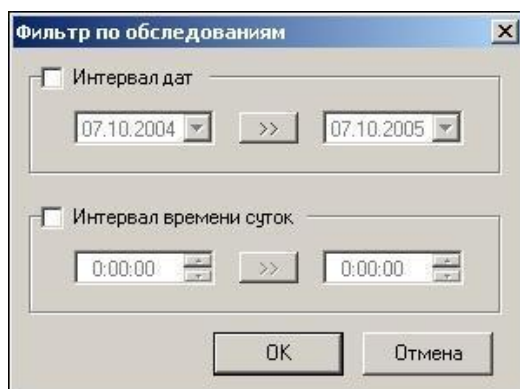 Фильтр по обследованиям
Интервал дат
07.10.2004 >> 07.10.2005
Интервал времени суток
0:00:00 >> 0:00:00
OK Отмена